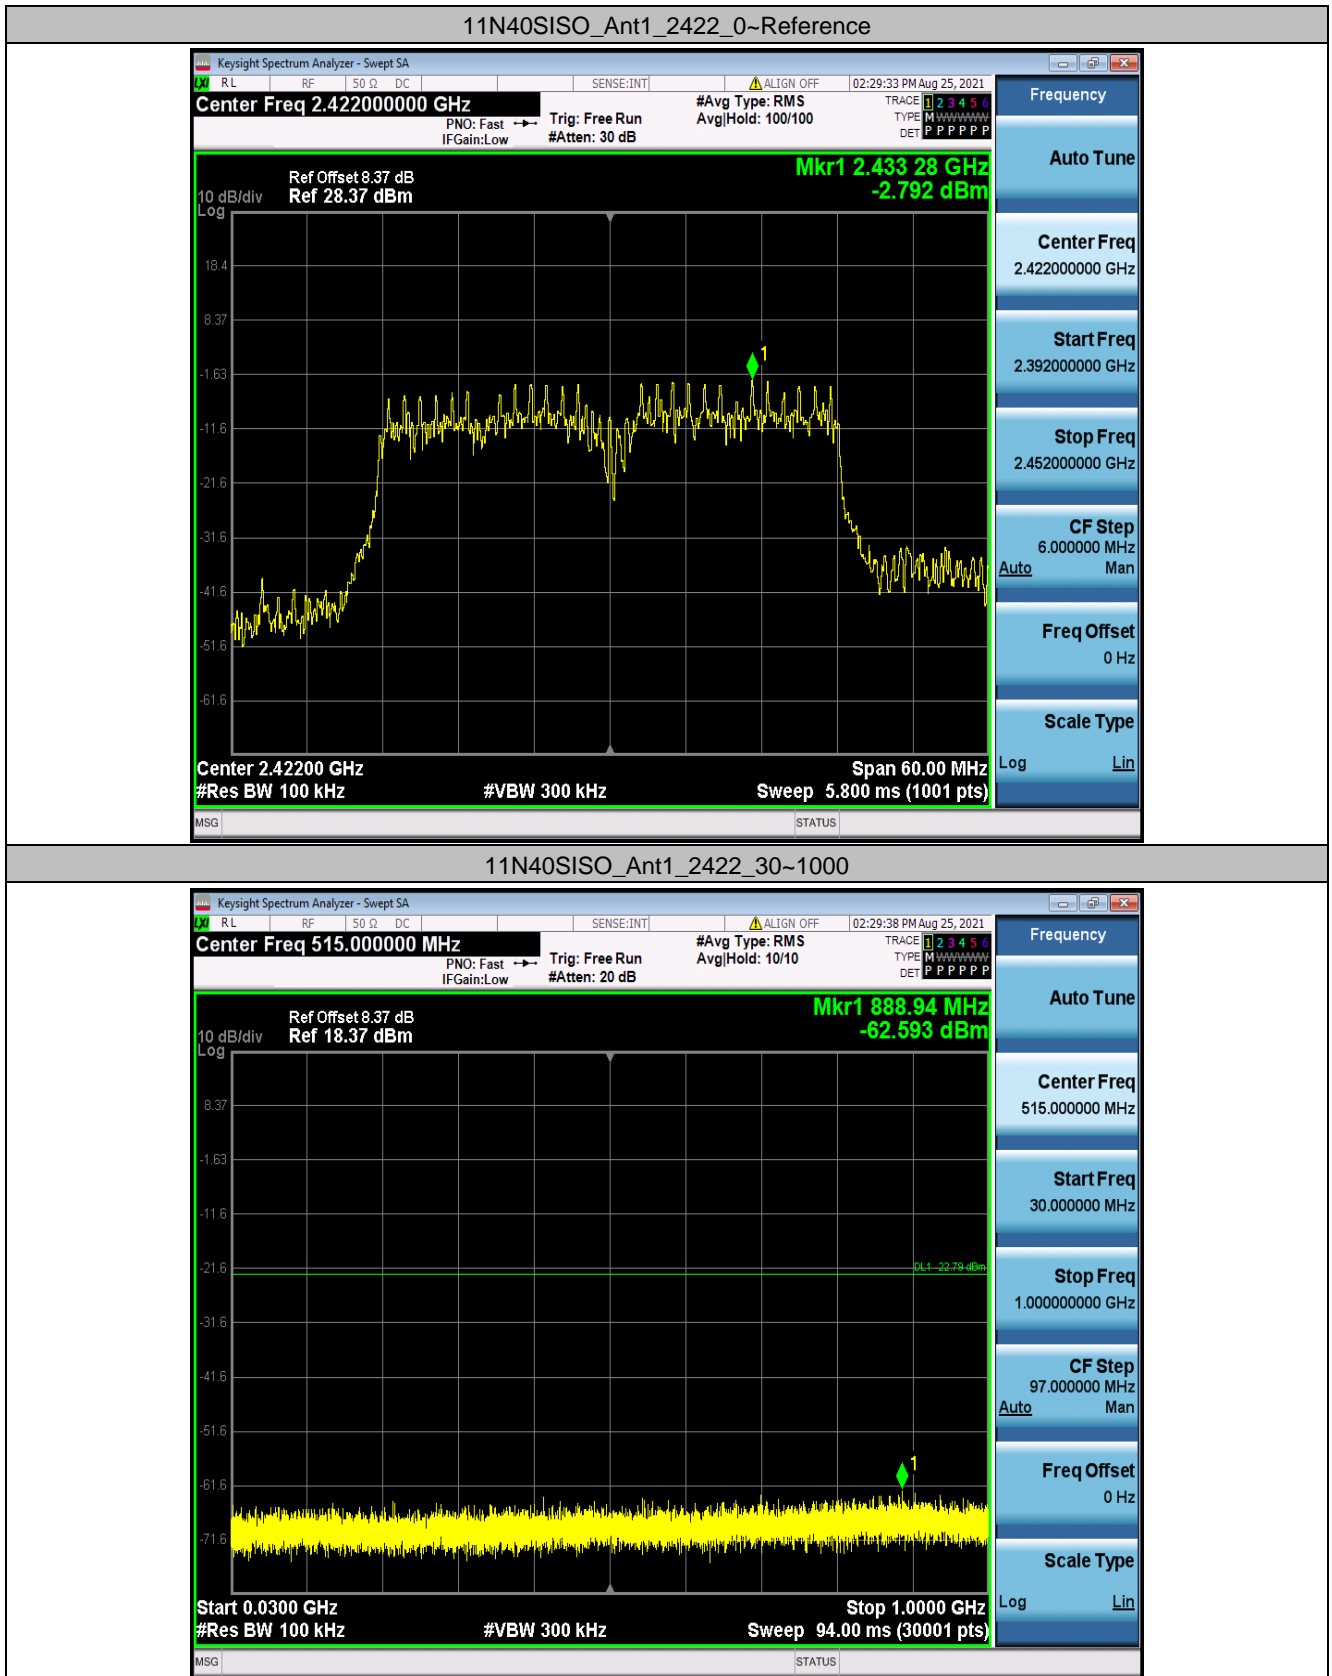 11N40SISO_Ant1_2422_0~Reference
Keysight Spectrum Analyzer - Swept SA
LXI RL RF 50 Ω DC SENSE:INT ALIGN OFF 02:29:33 PM Aug 25, 2021
Center Freq 2.422000000 GHz
PNO: Fast
IFGain:Low
Trig: Free Run
#Atten: 30 dB
#Avg Type: RMS
Avg|Hold: 100/100
TRACE 1 2 3 4 5 6
TYPE M WWWWW
DET P P P P P P
Ref Offset 8.37 dB
10 dB/div Ref 28.37 dBm
Log
Mkr1 2.433 28 GHz
-2.792 dBm
18.4
8.37
-1.63
-11.6
-21.6
-31.6
-41.6
-51.6
-61.6
1
Center 2.42200 GHz Span 60.00 MHz
#Res BW 100 kHz #VBW 300 kHz Sweep 5.800 ms (1001 pts)
MSG STATUS
Frequency
Auto Tune
Center Freq
2.422000000 GHz
Start Freq
2.392000000 GHz
Stop Freq
2.452000000 GHz
CF Step
6.000000 MHz
Auto Man
Freq Offset
0 Hz
Scale Type
Log Lin
11N40SISO_Ant1_2422_30~1000
Keysight Spectrum Analyzer - Swept SA
LXI RL RF 50 Ω DC SENSE:INT ALIGN OFF 02:29:38 PM Aug 25, 2021
Center Freq 515.000000 MHz
PNO: Fast
IFGain:Low
Trig: Free Run
#Atten: 20 dB
#Avg Type: RMS
Avg|Hold: 10/10
TRACE 1 2 3 4 5 6
TYPE M WWWWW
DET P P P P P P
Ref Offset 8.37 dB
10 dB/div Ref 18.37 dBm
Log
Mkr1 888.94 MHz
-62.593 dBm
8.37
-1.63
-11.6
-21.6
-31.6
-41.6
-51.6
-61.6
-71.6
DL1 -22.79 dBm
1
Start 0.0300 GHz Stop 1.0000 GHz
#Res BW 100 kHz #VBW 300 kHz Sweep 94.00 ms (30001 pts)
MSG STATUS
Frequency
Auto Tune
Center Freq
515.000000 MHz
Start Freq
30.000000 MHz
Stop Freq
1.000000000 GHz
CF Step
97.000000 MHz
Auto Man
Freq Offset
0 Hz
Scale Type
Log Lin